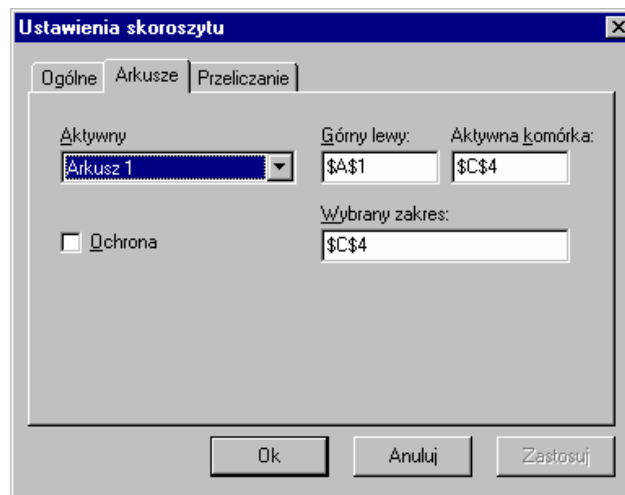 Ustawienia skoroszytu
Ogólne Arkusze Przeliczanie
Aktywny Górny lewy: Aktywna komórka:
Arkusz 1 $A$1 $C$4
Wybrany zakres:
Ochrona $C$4
Ok Anuluj Zastosuj